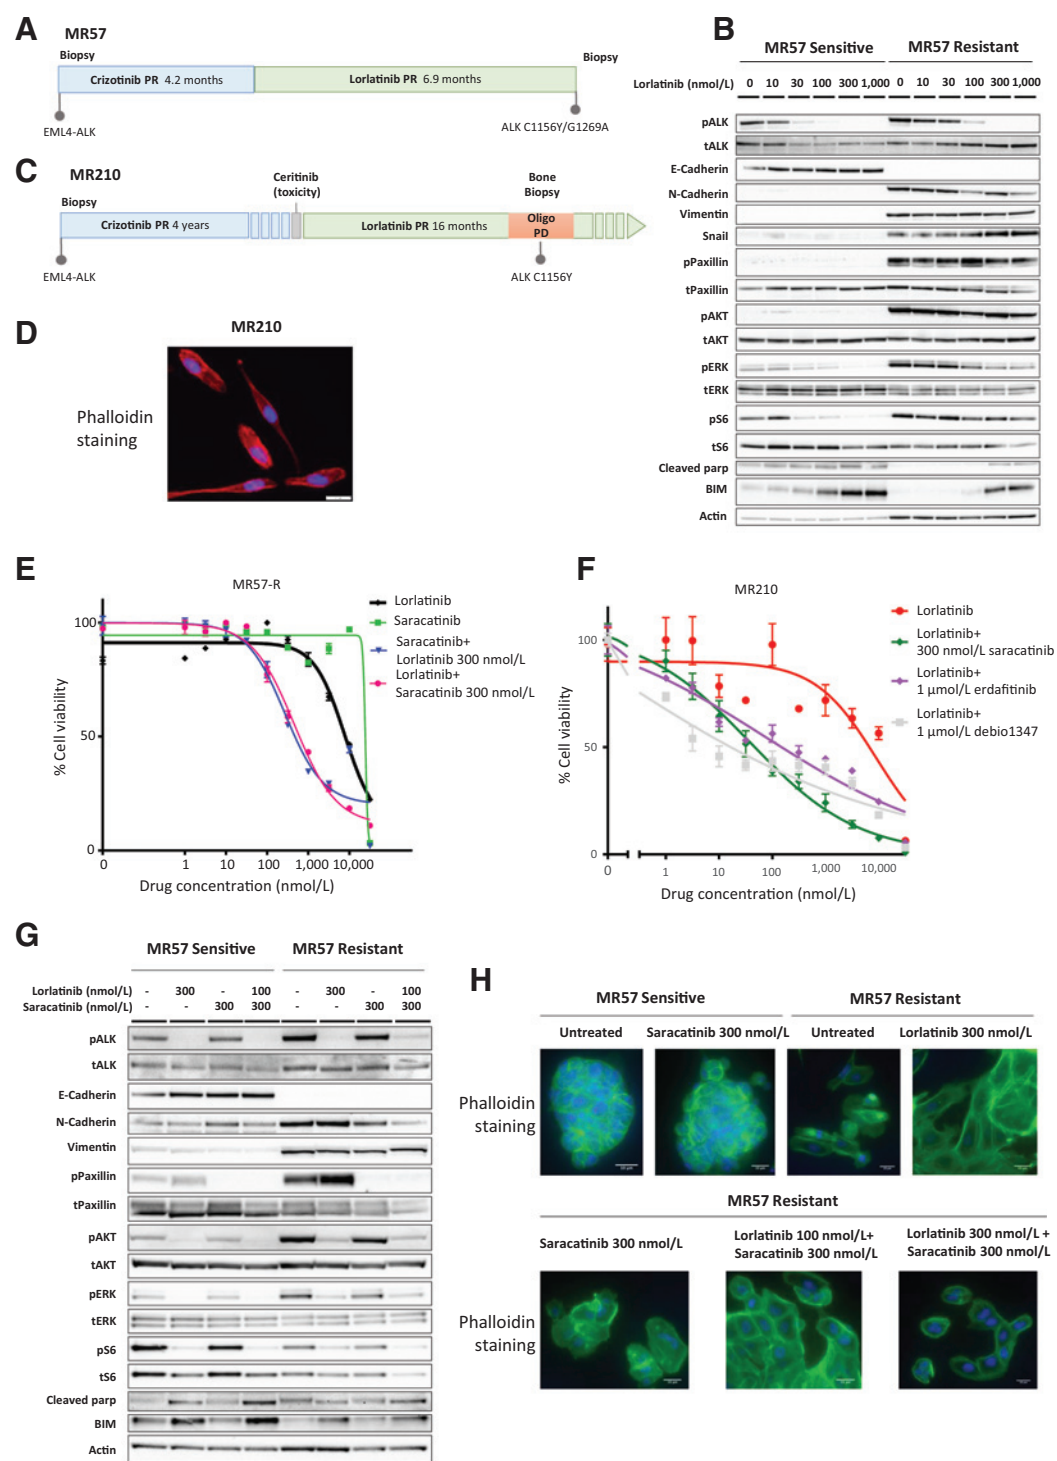 A
MR57
Biopsy
Biopsy
Crizotinib PR 4.2 months
Lorlatinib PR 6.9 months
EML4-ALK
ALK C1156Y/G1269A
B
MR57 Sensitive
MR57 Resistant
Lorlatinib (nmol/L)
0 10 30 100 300 1,000 0 10 30 100 300 1,000
pALK
tALK
E-Cadherin
N-Cadherin
Vimentin
Snail
pPaxillin
tPaxillin
pAKT
tAKT
pERK
tERK
pS6
tS6
Cleaved parp
BIM
Actin
C
MR210
Biopsy
Ceritinib
(toxicity)
Bone
Biopsy
Crizotinib PR 4 years
Lorlatinib PR 16 months
Oligo
PD
EML4-ALK
ALK C1156Y
D
MR210
Phalloidin
staining
E
MR57-R
% Cell viability
100
50
0
0 1 10 100 1,000 10,000
Drug concentration (nmol/L)
Lorlatinib
Saracatinib
Saracatinib+
Lorlatinib 300 nmol/L
Lorlatinib+
Saracatinib 300 nmol/L
F
MR210
% Cell viability
100
50
0
0 1 10 100 1,000 10,000
Drug concentration (nmol/L)
Lorlatinib
Lorlatinib+
300 nmol/L saracatinib
Lorlatinib+
1 µmol/L erdafitinib
Lorlatinib+
1 µmol/L debio1347
G
MR57 Sensitive
MR57 Resistant
Lorlatinib (nmol/L) - 300 - 100 - 300 - 100
Saracatinib (nmol/L) - - 300 300 - - 300 300
pALK
tALK
E-Cadherin
N-Cadherin
Vimentin
pPaxillin
tPaxillin
pAKT
tAKT
pERK
tERK
pS6
tS6
Cleaved parp
BIM
Actin
H
MR57 Sensitive
MR57 Resistant
Untreated
Saracatinib 300 nmol/L
Untreated
Lorlatinib 300 nmol/L
Phalloidin
staining
MR57 Resistant
Saracatinib 300 nmol/L
Lorlatinib 100 nmol/L+
Saracatinib 300 nmol/L
Lorlatinib 300 nmol/L +
Saracatinib 300 nmol/L
Phalloidin
staining